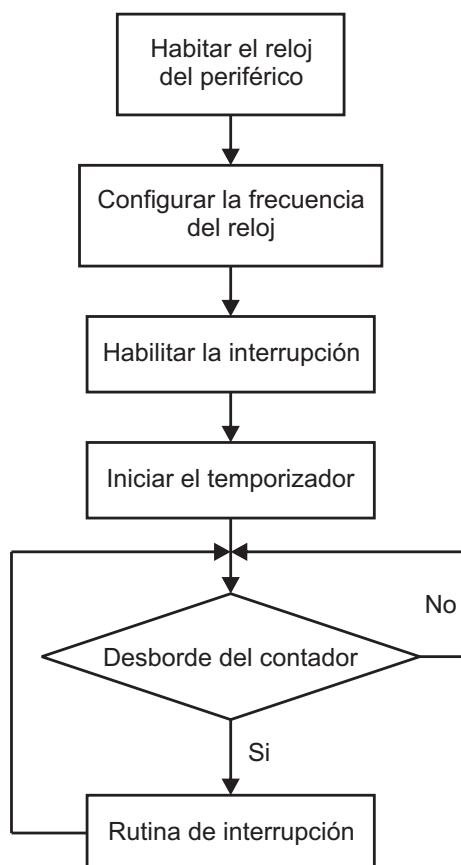 Habitar el reloj
del periférico
Configurar la frecuencia
del reloj
Habilitar la interrupción
Iniciar el temporizador
No
Desborde del contador
Si
Rutina de interrupción